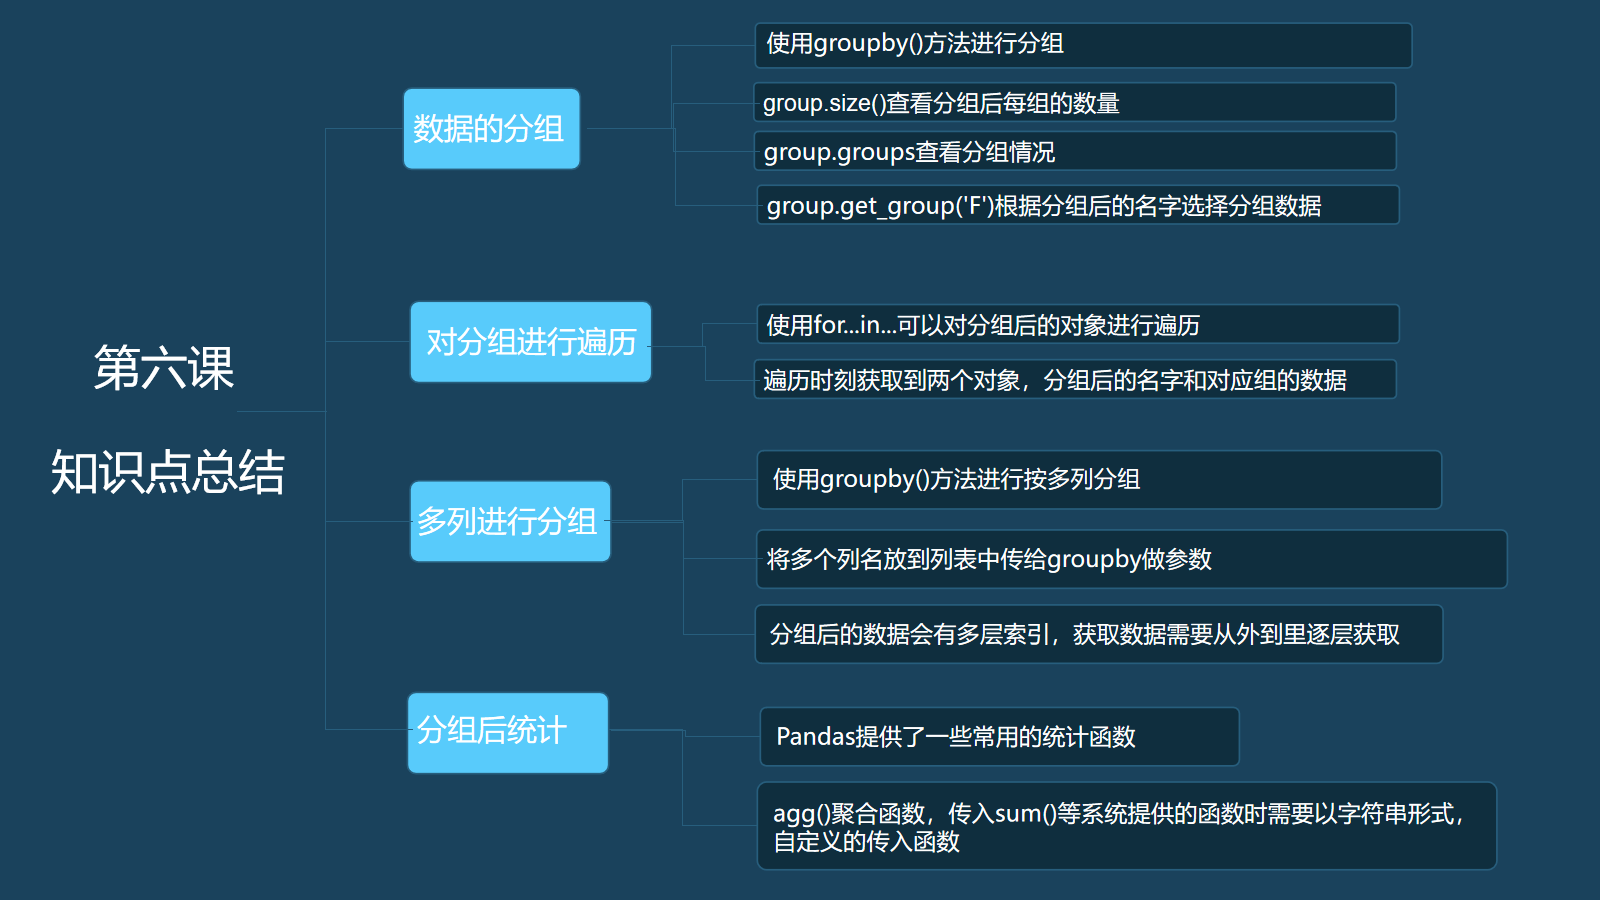 第六课
知识点总结
数据的分组
使用groupby()方法进行分组
group.size()查看分组后每组的数量
group.groups查看分组情况
group.get_group('F')根据分组后的名字选择分组数据
对分组进行遍历
使用for...in...可以对分组后的对象进行遍历
遍历时刻获取到两个对象，分组后的名字和对应组的数据
多列进行分组
使用groupby()方法进行按多列分组
将多个列名放到列表中传给groupby做参数
分组后的数据会有多层索引，获取数据需要从外到里逐层获取
分组后统计
Pandas提供了一些常用的统计函数
agg()聚合函数，传入sum()等系统提供的函数时需要以字符串形式，
自定义的传入函数